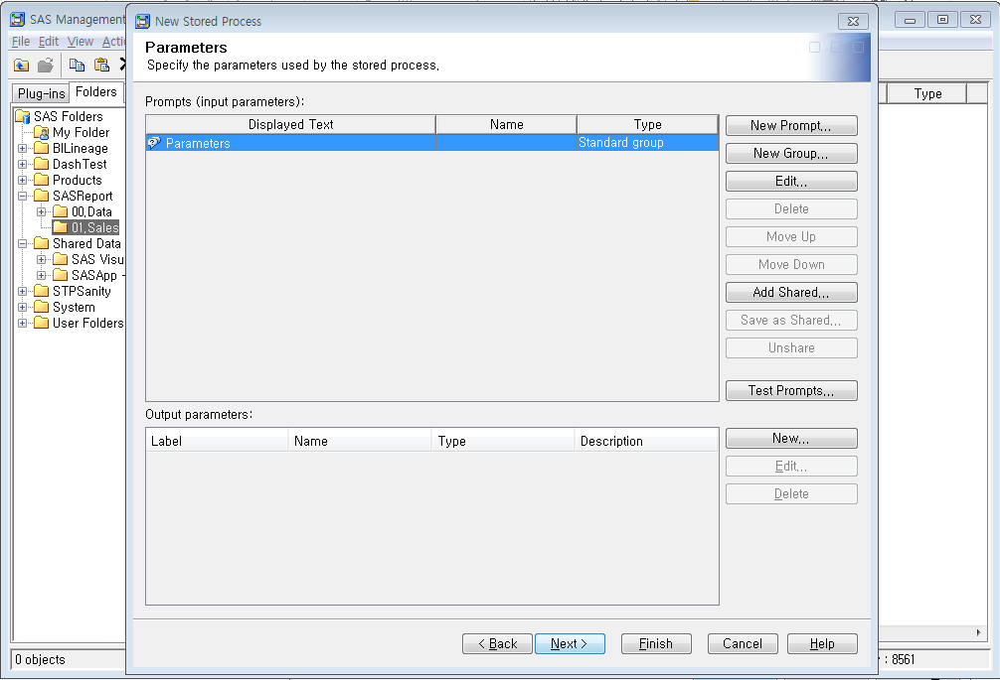 SAS Management
File Edit View Acti
Plug-ins Folders
SAS Folders
My Folder
BILineage
DashTest
Products
SASReport
00,Data
01,Sales
Shared Data
SAS Visu
SASApp -
STPSanity
System
User Folders
0 objects
New Stored Process
Parameters
Specify the parameters used by the stored process,
Prompts (input parameters):
Displayed Text Name Type
Parameters Standard group
New Prompt,,,
New Group,,,
Edit,,,
Delete
Move Up
Move Down
Add Shared,,,
Save as Shared,,,
Unshare
Test Prompts,,,
Output parameters:
Label Name Type Description
New,,,
Edit,,,
Delete
< Back Next > Finish Cancel Help
Type
: 8561